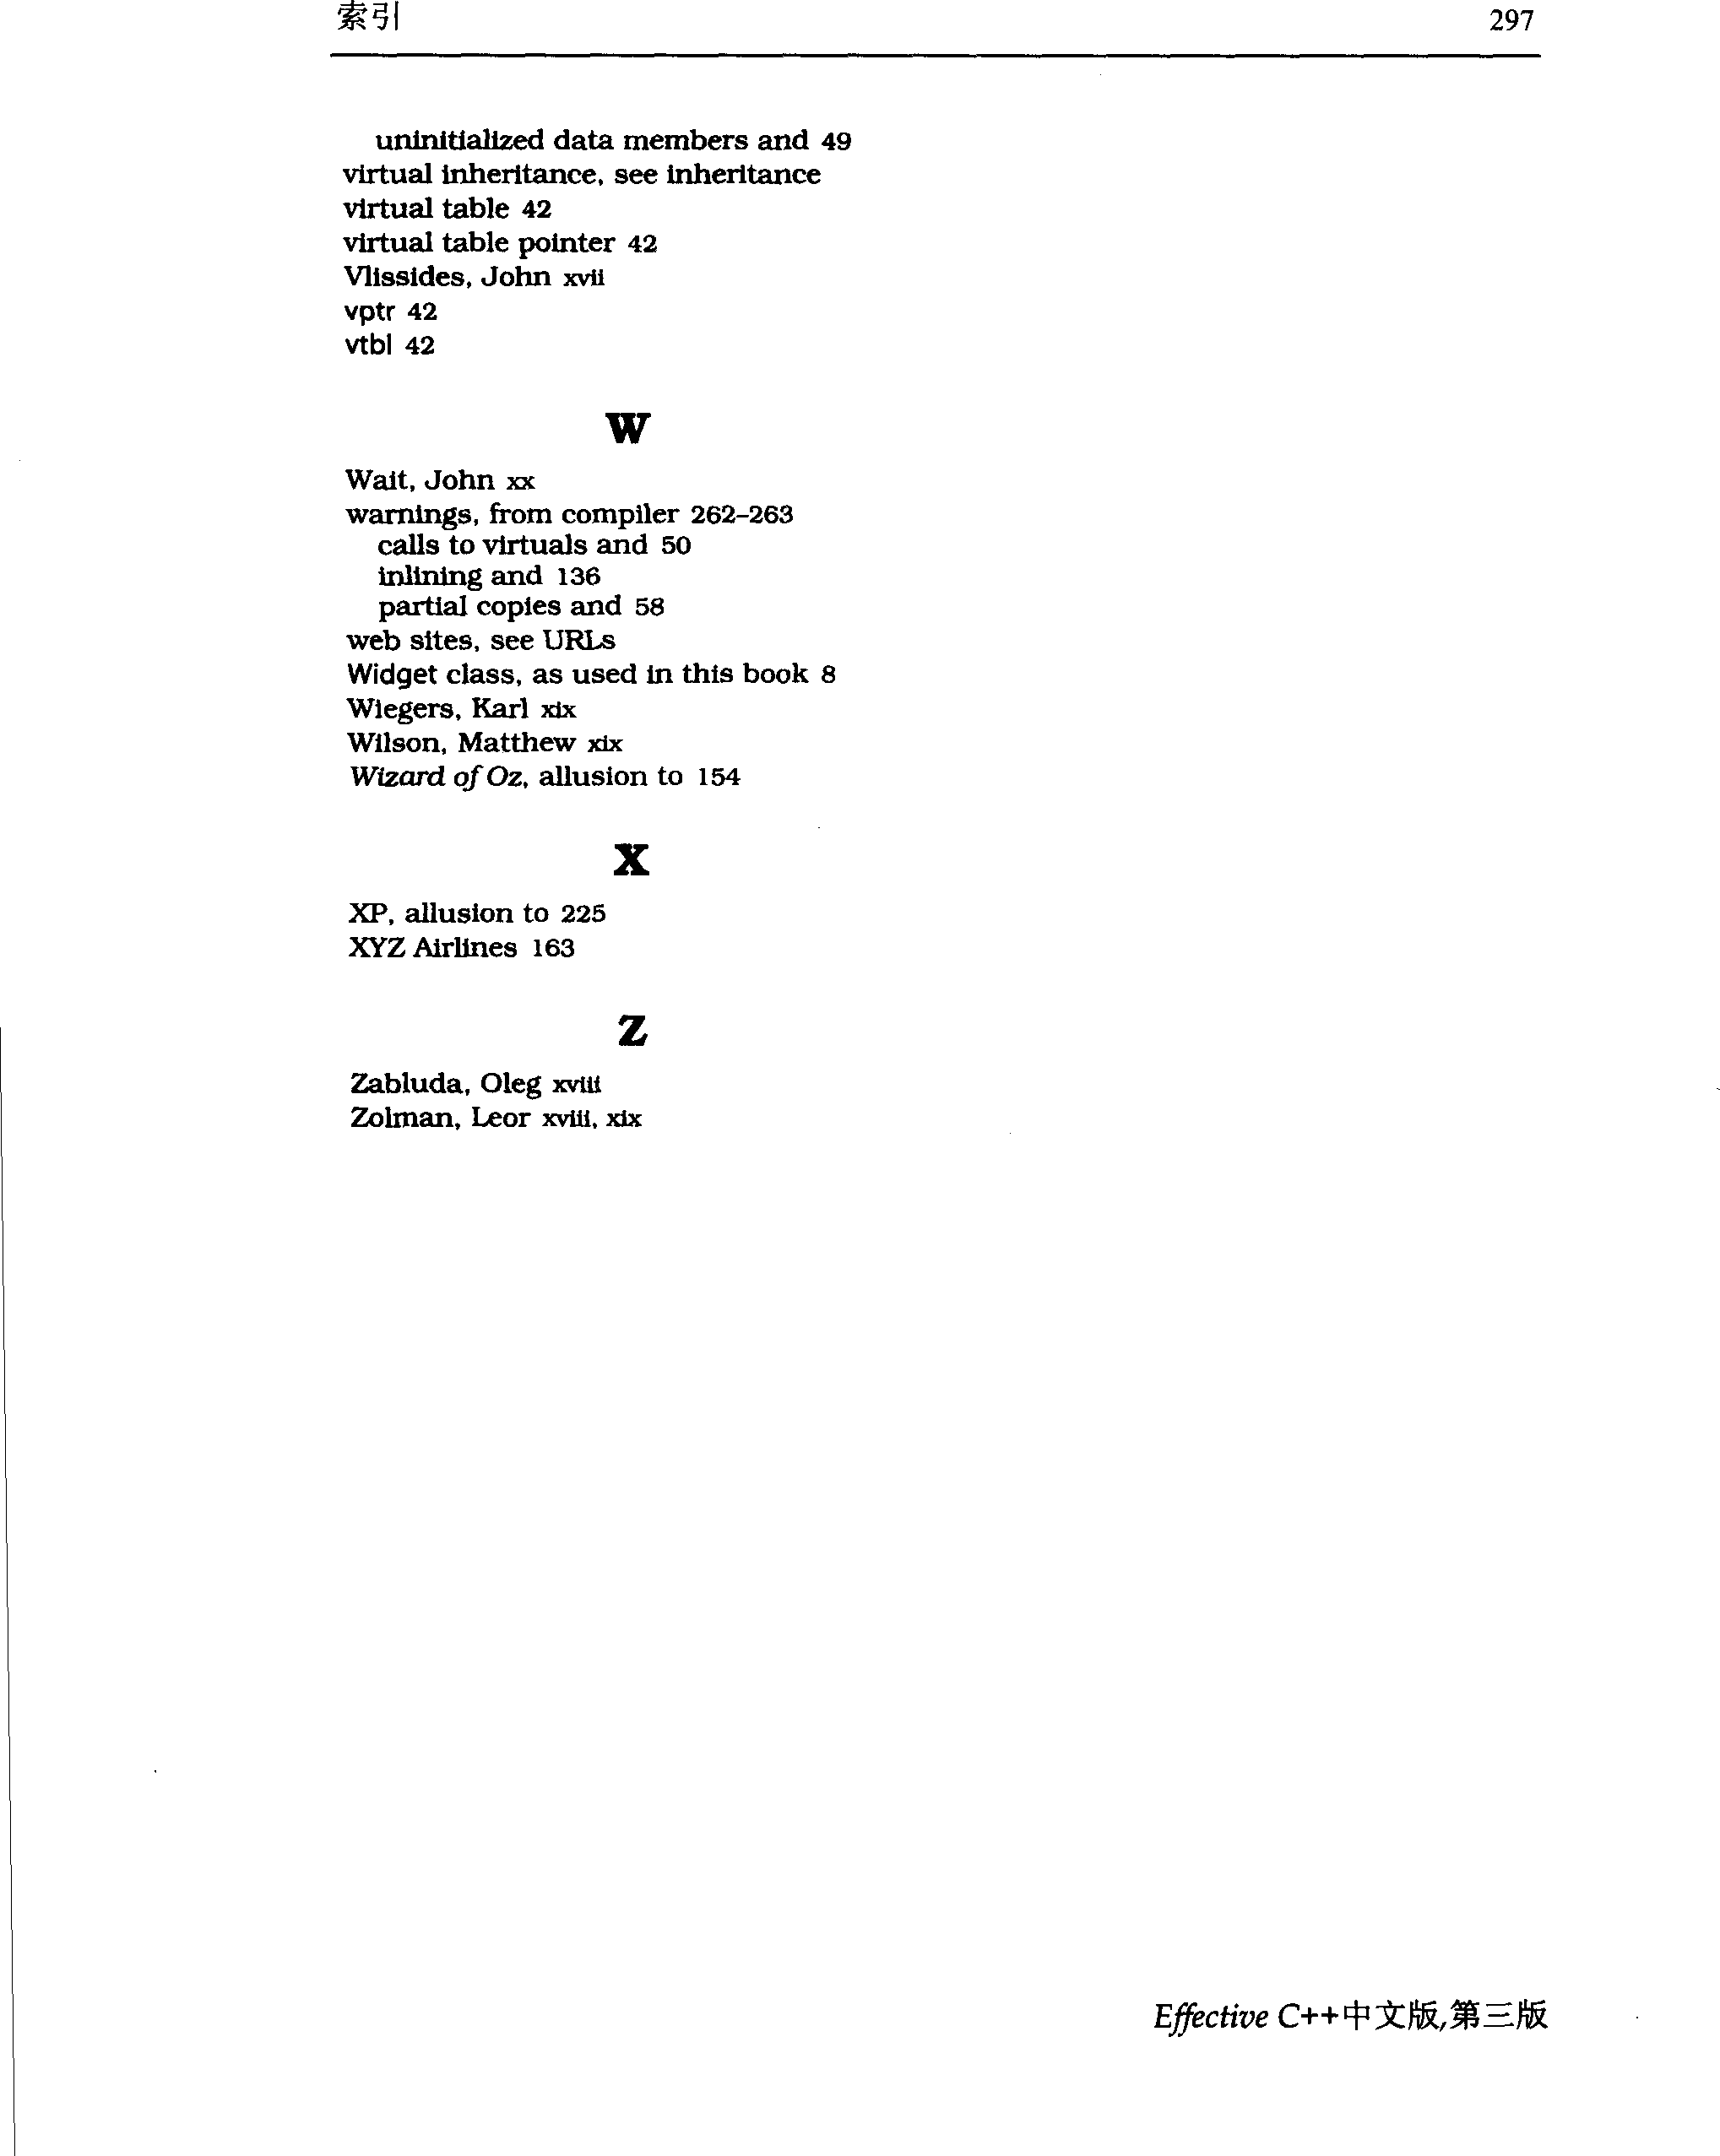 索引 297
uninitialized data members and 49
virtual inheritance, see inheritance
virtual table 42
virtual table pointer 42
Vlissides, John xvii
vptr 42
vtbl 42
W
Wait, John xx
warnings, from compiler 262–263
calls to virtuals and 50
inlining and 136
partial copies and 58
web sites, see URLs
Widget class, as used in this book 8
Wiegers, Karl xix
Wilson, Matthew xix
Wizard of Oz, allusion to 154
X
XP, allusion to 225
XYZ Airlines 163
Z
Zabluda, Oleg xviii
Zolman, Leor xviii, xix
Effective C++中文版,第三版